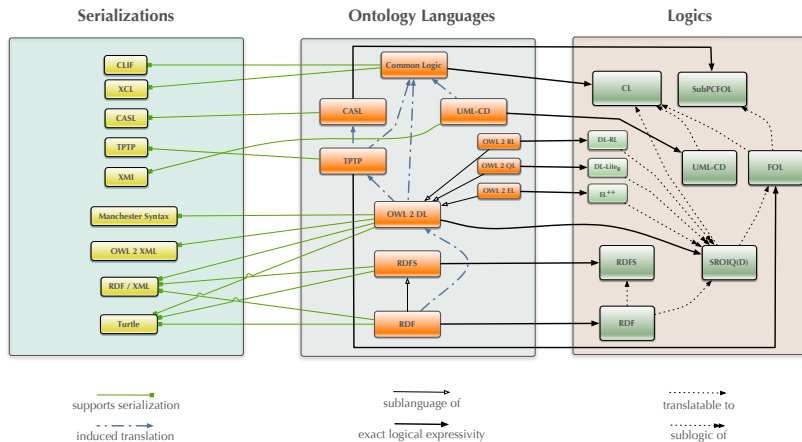 Serializations
Ontology Languages
Logics
CLIF
XCL
CASL
TPTP
XMI
Manchester Syntax
OWL 2 XML
RDF / XML
Turtle
Common Logic
CASL
UML-CD
TPTP
OWL 2 RL
OWL 2 QL
OWL 2 EL
OWL 2 DL
RDFS
RDF
CL
SubPCFOL
DL-RL
DL-LiteR
EL++
UML-CD
FOL
SROIQ(D)
RDFS
RDF
supports serialization
induced translation
sublanguage of
exact logical expressivity
translatable to
sublogic of